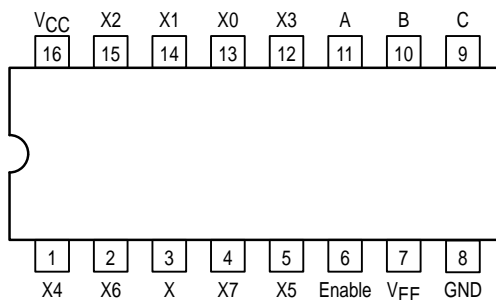 VCC X2 X1 X0 X3 A B C
16 15 14 13 12 11 10 9
1 2 3 4 5 6 7 8
X4 X6 X X7 X5 Enable VEE GND